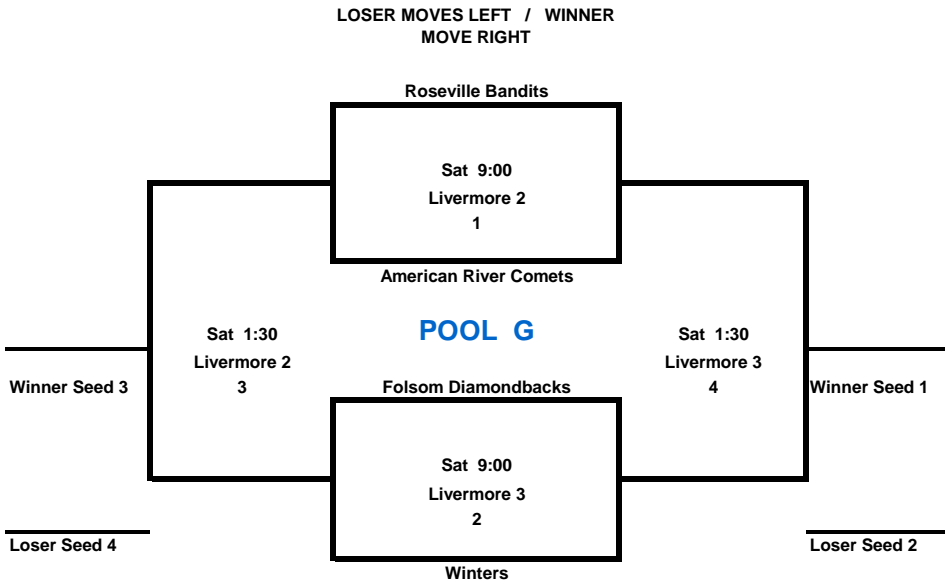 LOSER MOVES LEFT / WINNER
MOVE RIGHT
Roseville Bandits
Sat 9:00
Livermore 2
1
American River Comets
POOL G
Sat 1:30
Livermore 2
3
Sat 1:30
Livermore 3
4
Winner Seed 3
Folsom Diamondbacks
Winner Seed 1
Sat 9:00
Livermore 3
2
Loser Seed 4
Loser Seed 2
Winters